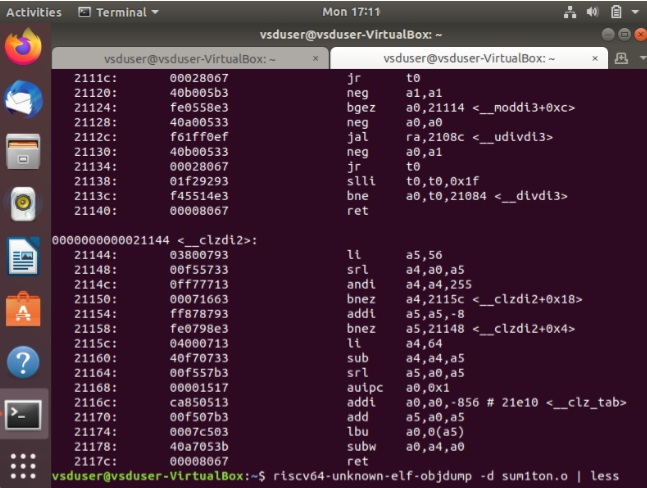 Activities Terminal Mon 17:11
vsduser@vsduser-VirtualBox: ~
vsduser@vsduser-VirtualBox: ~ × vsduser@vsduser-VirtualBox: ~ ×
2111c: 00028067 jr t0
21120: 40b005b3 neg a1,a1
21124: fe0558e3 bgez a0,21114 <__moddi3+0xc>
21128: 40a00533 neg a0,a0
2112c: f61ff0ef jal ra,2108c <__udivdi3>
21130: 40b00533 neg a0,a1
21134: 00028067 jr t0
21138: 01f29293 slli t0,t0,0x1f
2113c: f45514e3 bne a0,t0,21084 <__divdi3>
21140: 00008067 ret
0000000000021144 <__clzdi2>:
21144: 03800793 li a5,56
21148: 00f55733 srl a4,a0,a5
2114c: 0ff77713 andi a4,a4,255
21150: 00071663 bnez a4,2115c <__clzdi2+0x18>
21154: ff878793 addi a5,a5,-8
21158: fe0798e3 bnez a5,21148 <__clzdi2+0x4>
2115c: 04000713 li a4,64
21160: 40f70733 sub a4,a4,a5
21164: 00f557b3 srl a5,a0,a5
21168: 00001517 auipc a0,0x1
2116c: ca850513 addi a0,a0,-856 # 21e10 <__clz_tab>
21170: 00f507b3 add a5,a0,a5
21174: 0007c503 lbu a0,0(a5)
21178: 40a7053b subw a0,a4,a0
2117c: 00008067 ret
vsduser@vsduser-VirtualBox:~$ riscv64-unknown-elf-objdump -d sum1ton.o | less